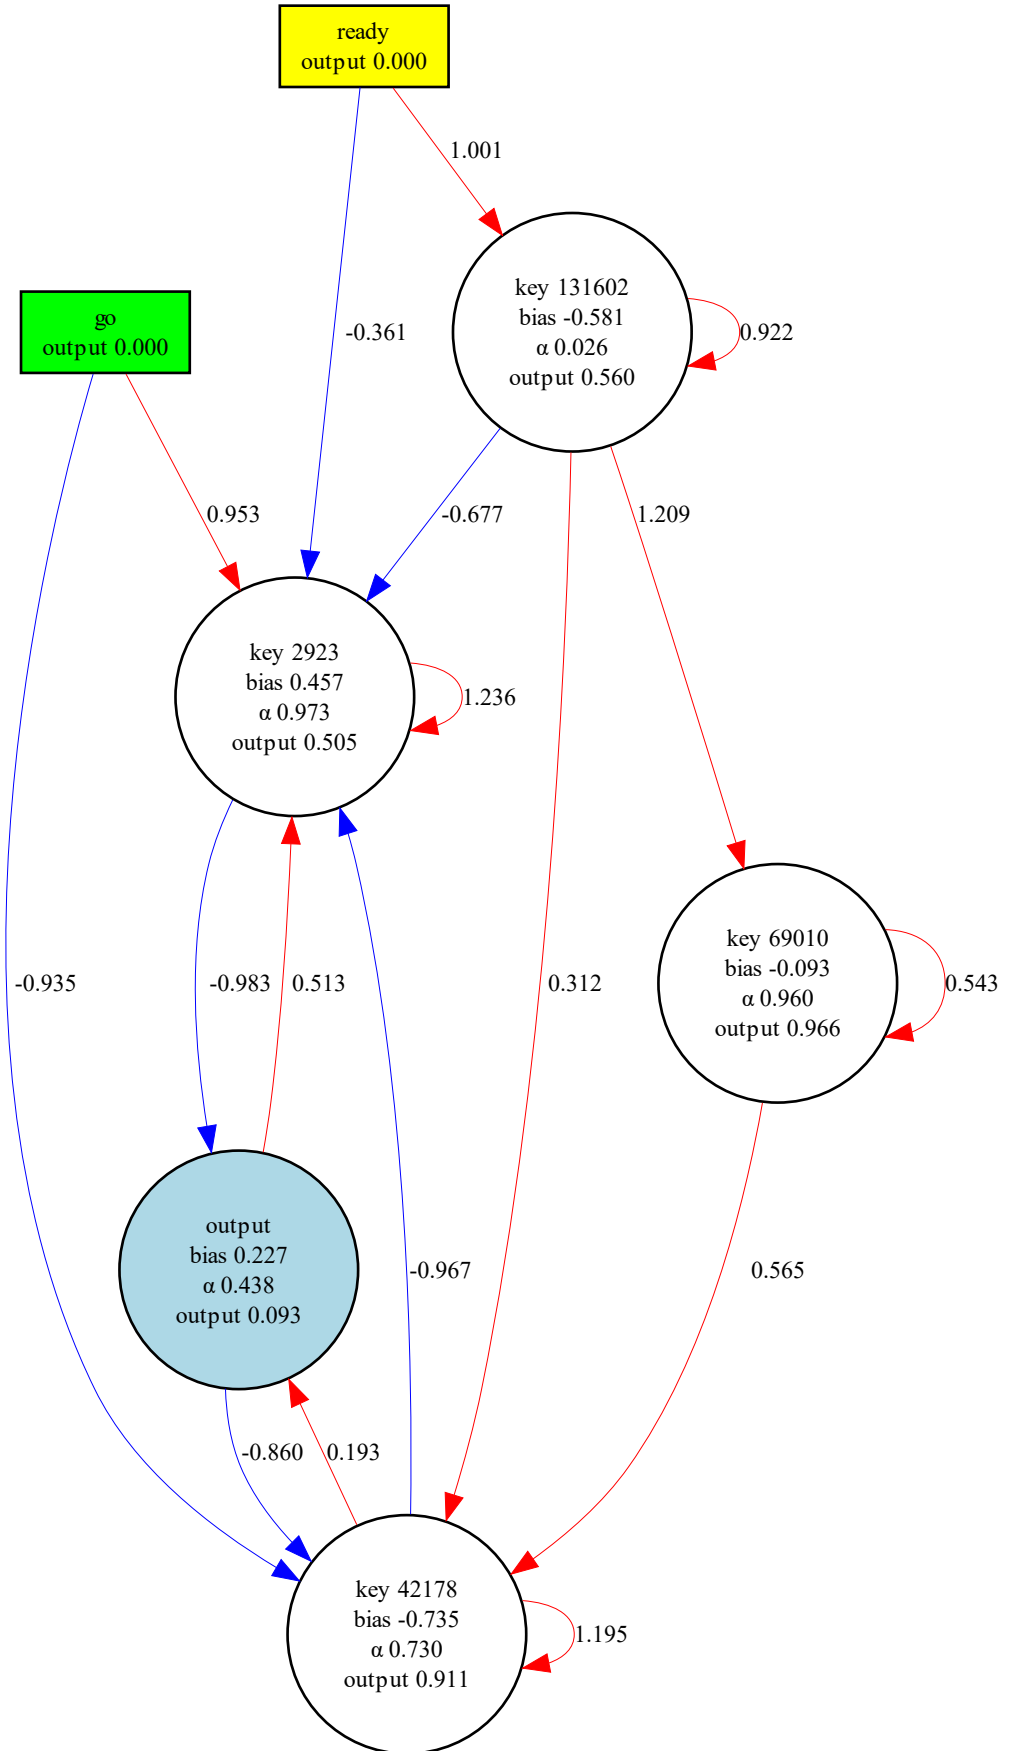 ready
output 0.000
1.001
key 131602
bias -0.581
α 0.026
output 0.560
0.922
go
output 0.000
-0.361
0.953
-0.677
1.209
key 2923
bias 0.457
α 0.973
output 0.505
1.236
key 69010
bias -0.093
α 0.960
output 0.966
0.543
-0.935
-0.983
0.513
0.312
output
bias 0.227
α 0.438
output 0.093
-0.967
0.565
-0.860
0.193
key 42178
bias -0.735
α 0.730
output 0.911
1.195